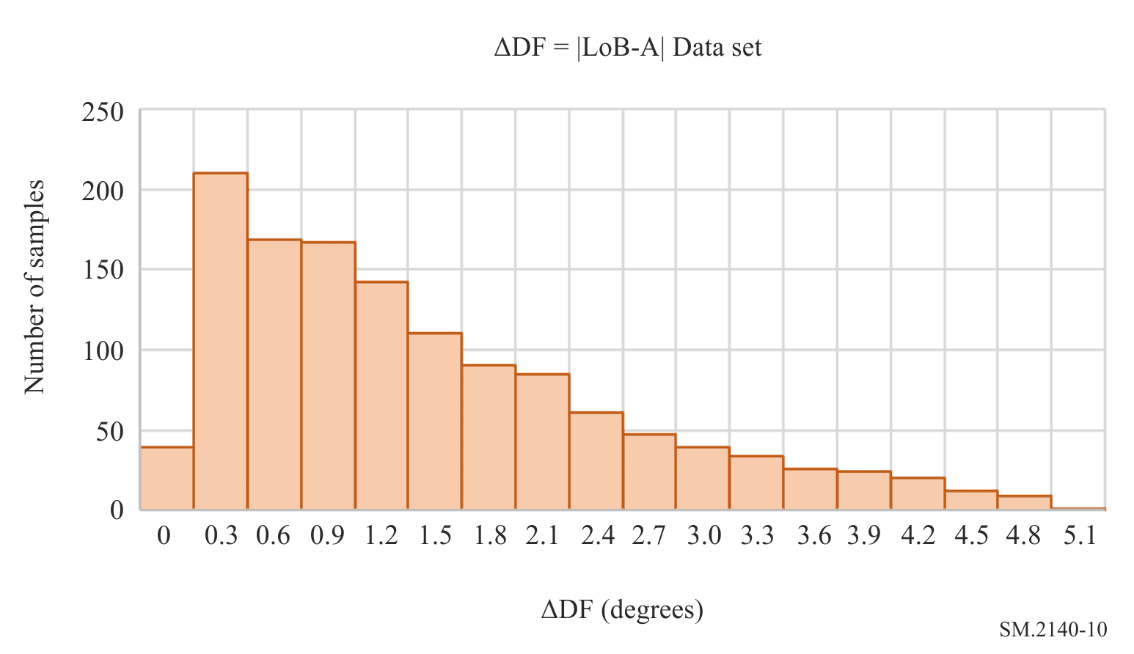 ΔDF = |LoB-A| Data set
250
200
150
100
50
0
Number of samples
0 0.3 0.6 0.9 1.2 1.5 1.8 2.1 2.4 2.7 3.0 3.3 3.6 3.9 4.2 4.5 4.8 5.1
ΔDF (degrees)
SM.2140-10